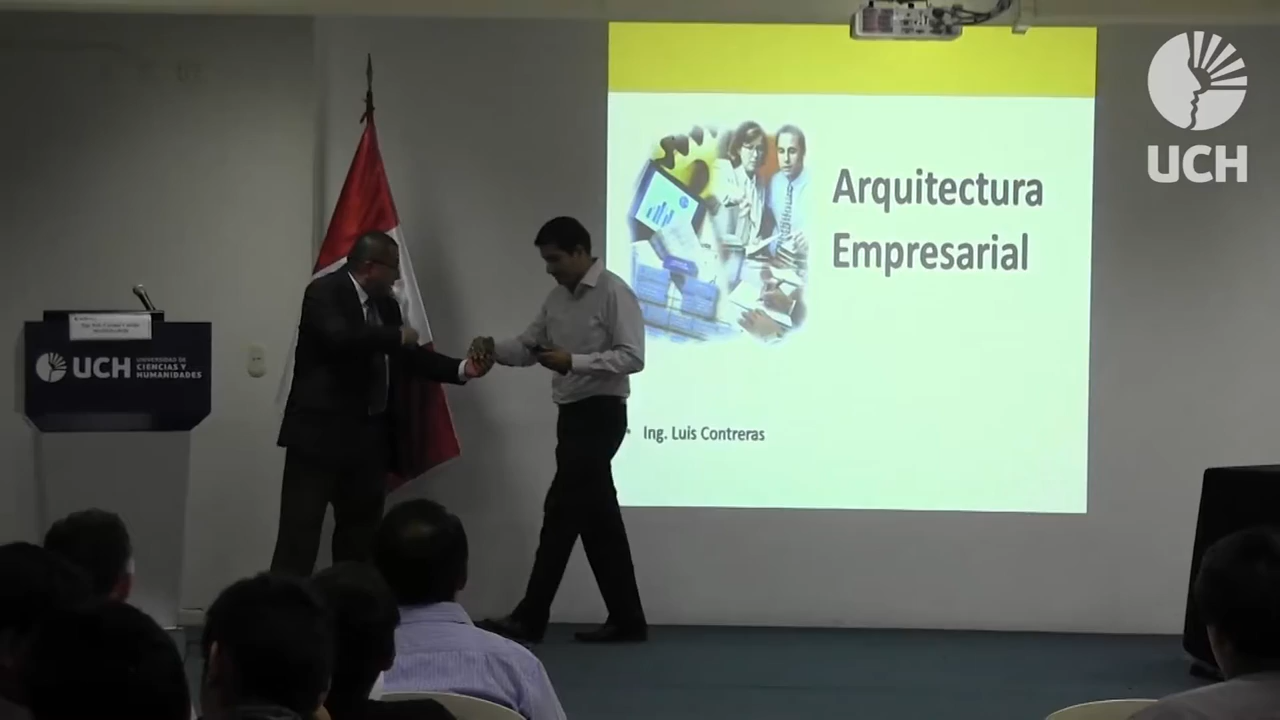 UCH
Arquitectura
Empresarial
Ing. Luis Contreras
UCH
UNIVERSIDAD DE
CIENCIAS Y
HUMANIDADES